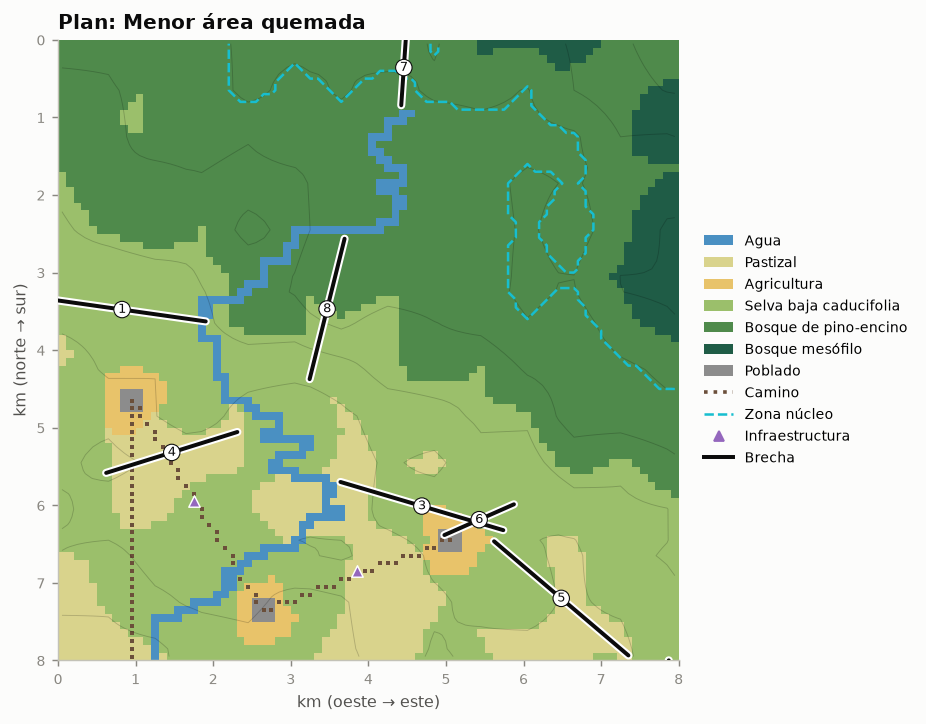 Plan: Menor área quemada
0
1
2
3
4
5
6
7
8
km (norte → sur)
7
8
1
4
3
6
5
0 1 2 3 4 5 6 7 8
km (oeste → este)
Agua
Pastizal
Agricultura
Selva baja caducifolia
Bosque de pino-encino
Bosque mesófilo
Poblado
Camino
Zona núcleo
Infraestructura
Brecha